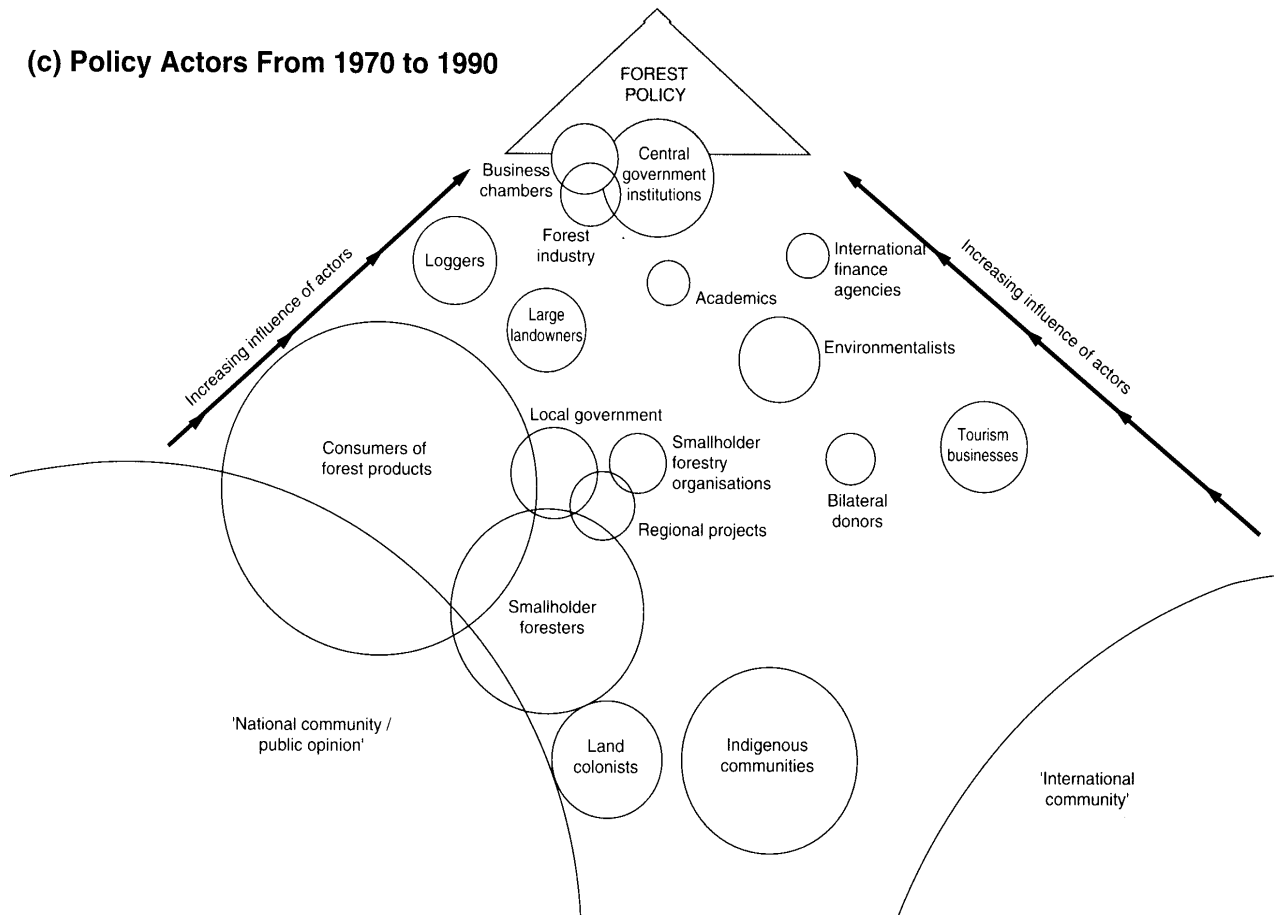 (c) Policy Actors From 1970 to 1990
FOREST
POLICY
Central
government
institutions
Business
chambers
Forest
industry
Loggers
Large
landowners
Academics
International
finance
agencies
Environmentalists
Increasing influence of actors
Increasing influence of actors
Consumers of
forest products
Local government
Smallholder
forestry
organisations
Regional projects
Bilateral
donors
Tourism
businesses
Smallholder
foresters
'National community /
public opinion'
Land
colonists
Indigenous
communities
'International
community'